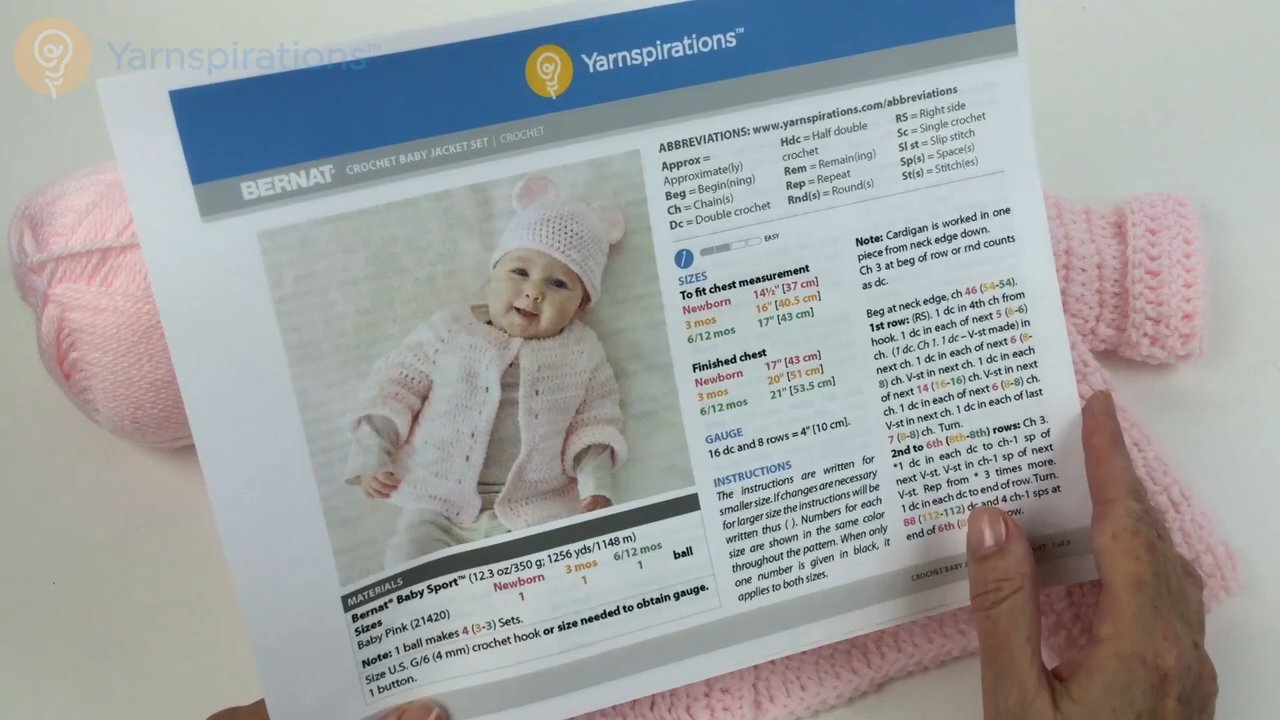 Yarnspirations™
Yarnspirations™
BERNAT® CROCHET BABY JACKET SET | CROCHET
ABBREVIATIONS: www.yarnspirations.com/abbreviations
Approx =
Approximate(ly)
Beg = Begin(ning)
Ch = Chain(s)
Dc = Double crochet
Hdc = Half double
crochet
Rem = Remain(ing)
Rep = Repeat
Rnd(s) = Round(s)
RS = Right side
Sc = Single crochet
Sl st = Slip stitch
Sp(s) = Space(s)
St(s) = Stitch(es)
EASY
SIZES
To fit chest measurement
Newborn 14½" [37 cm]
3 mos 16" [40.5 cm]
6/12 mos 17" [43 cm]
Finished chest
Newborn 17" [43 cm]
3 mos 20" [51 cm]
6/12 mos 21" [53.5 cm]
GAUGE
16 dc and 8 rows = 4" [10 cm].
INSTRUCTIONS
The instructions are written for
smaller size. If changes are necessary
for larger size the instructions will be
written thus ( ). Numbers for each
size are shown in the same color
throughout the pattern. When only
one number is given in black, it
applies to both sizes.
Note: Cardigan is worked in one
piece from neck edge down.
Ch 3 at beg of row or rnd counts
as dc.
Beg at neck edge, ch 46 (54-54).
1st row: (RS). 1 dc in 4th ch from
hook. 1 dc in each of next 5 (6-6)
ch. (1 dc. Ch 1. 1 dc – V-st made) in
next ch. 1 dc in each of next 6 (8-
8) ch. V-st in next ch. 1 dc in each
of next 14 (16-16) ch. V-st in next
ch. 1 dc in each of next 6 (8-8) ch.
V-st in next ch. 1 dc in each of last
7 (8-8) ch. Turn.
2nd to 6th (8th-8th) rows: Ch 3.
*1 dc in each dc to ch-1 sp of
next V-st. V-st in ch-1 sp of next
V-st. Rep from * 3 times more.
1 dc in each dc to end of row. Turn.
88 (112-112) dc and 4 ch-1 sps at
end of 6th row.
CROCHET BABY
MATERIALS
Bernat® Baby Sport™ (12.3 oz/350 g; 1256 yds/1148 m)
Sizes Newborn 3 mos 6/12 mos
Baby Pink (21420) 1 1 1 ball
Note: 1 ball makes 4 (3-3) Sets.
Size U.S. G/6 (4 mm) crochet hook or size needed to obtain gauge.
1 button.